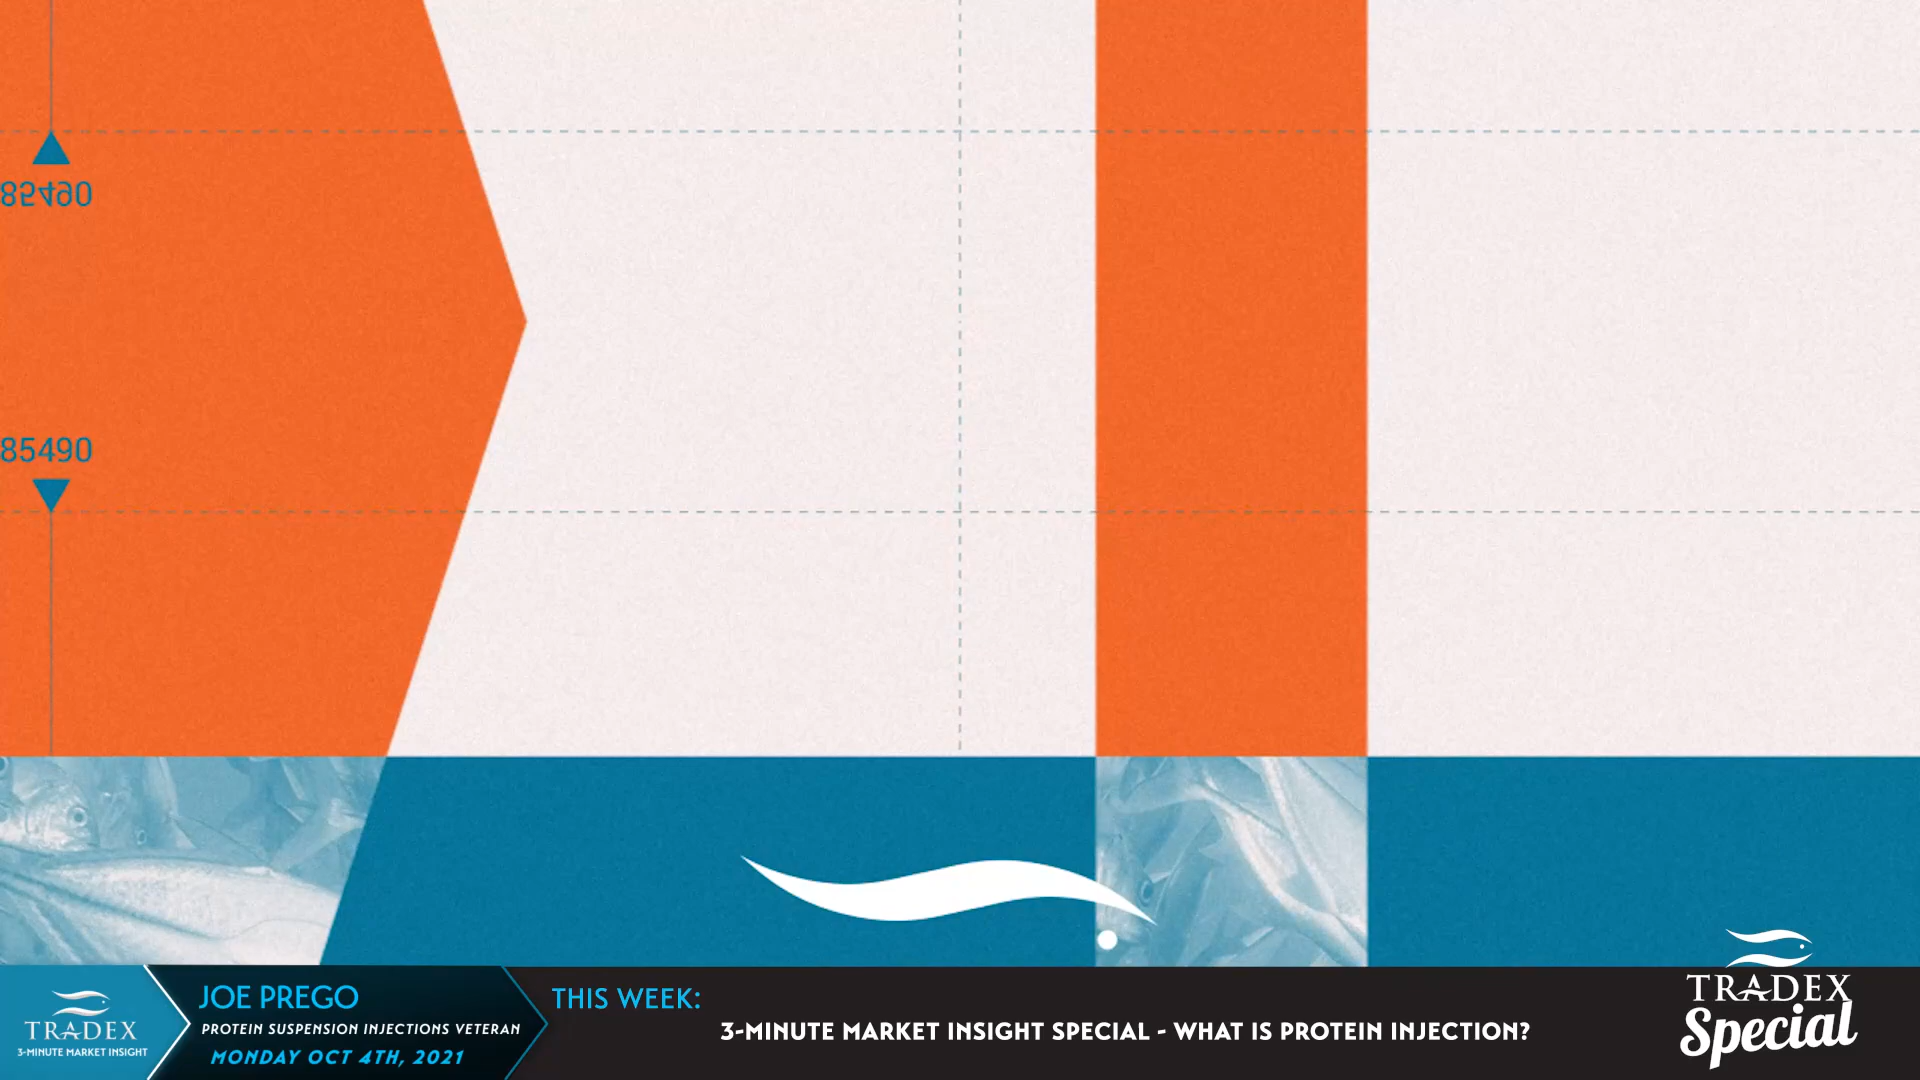 85490
85490
TRADEX
3-MINUTE MARKET INSIGHT
JOE PREGO
PROTEIN SUSPENSION INJECTIONS VETERAN
MONDAY OCT 4TH, 2021
THIS WEEK:
3-MINUTE MARKET INSIGHT SPECIAL - WHAT IS PROTEIN INJECTION?
TRADEX
Special